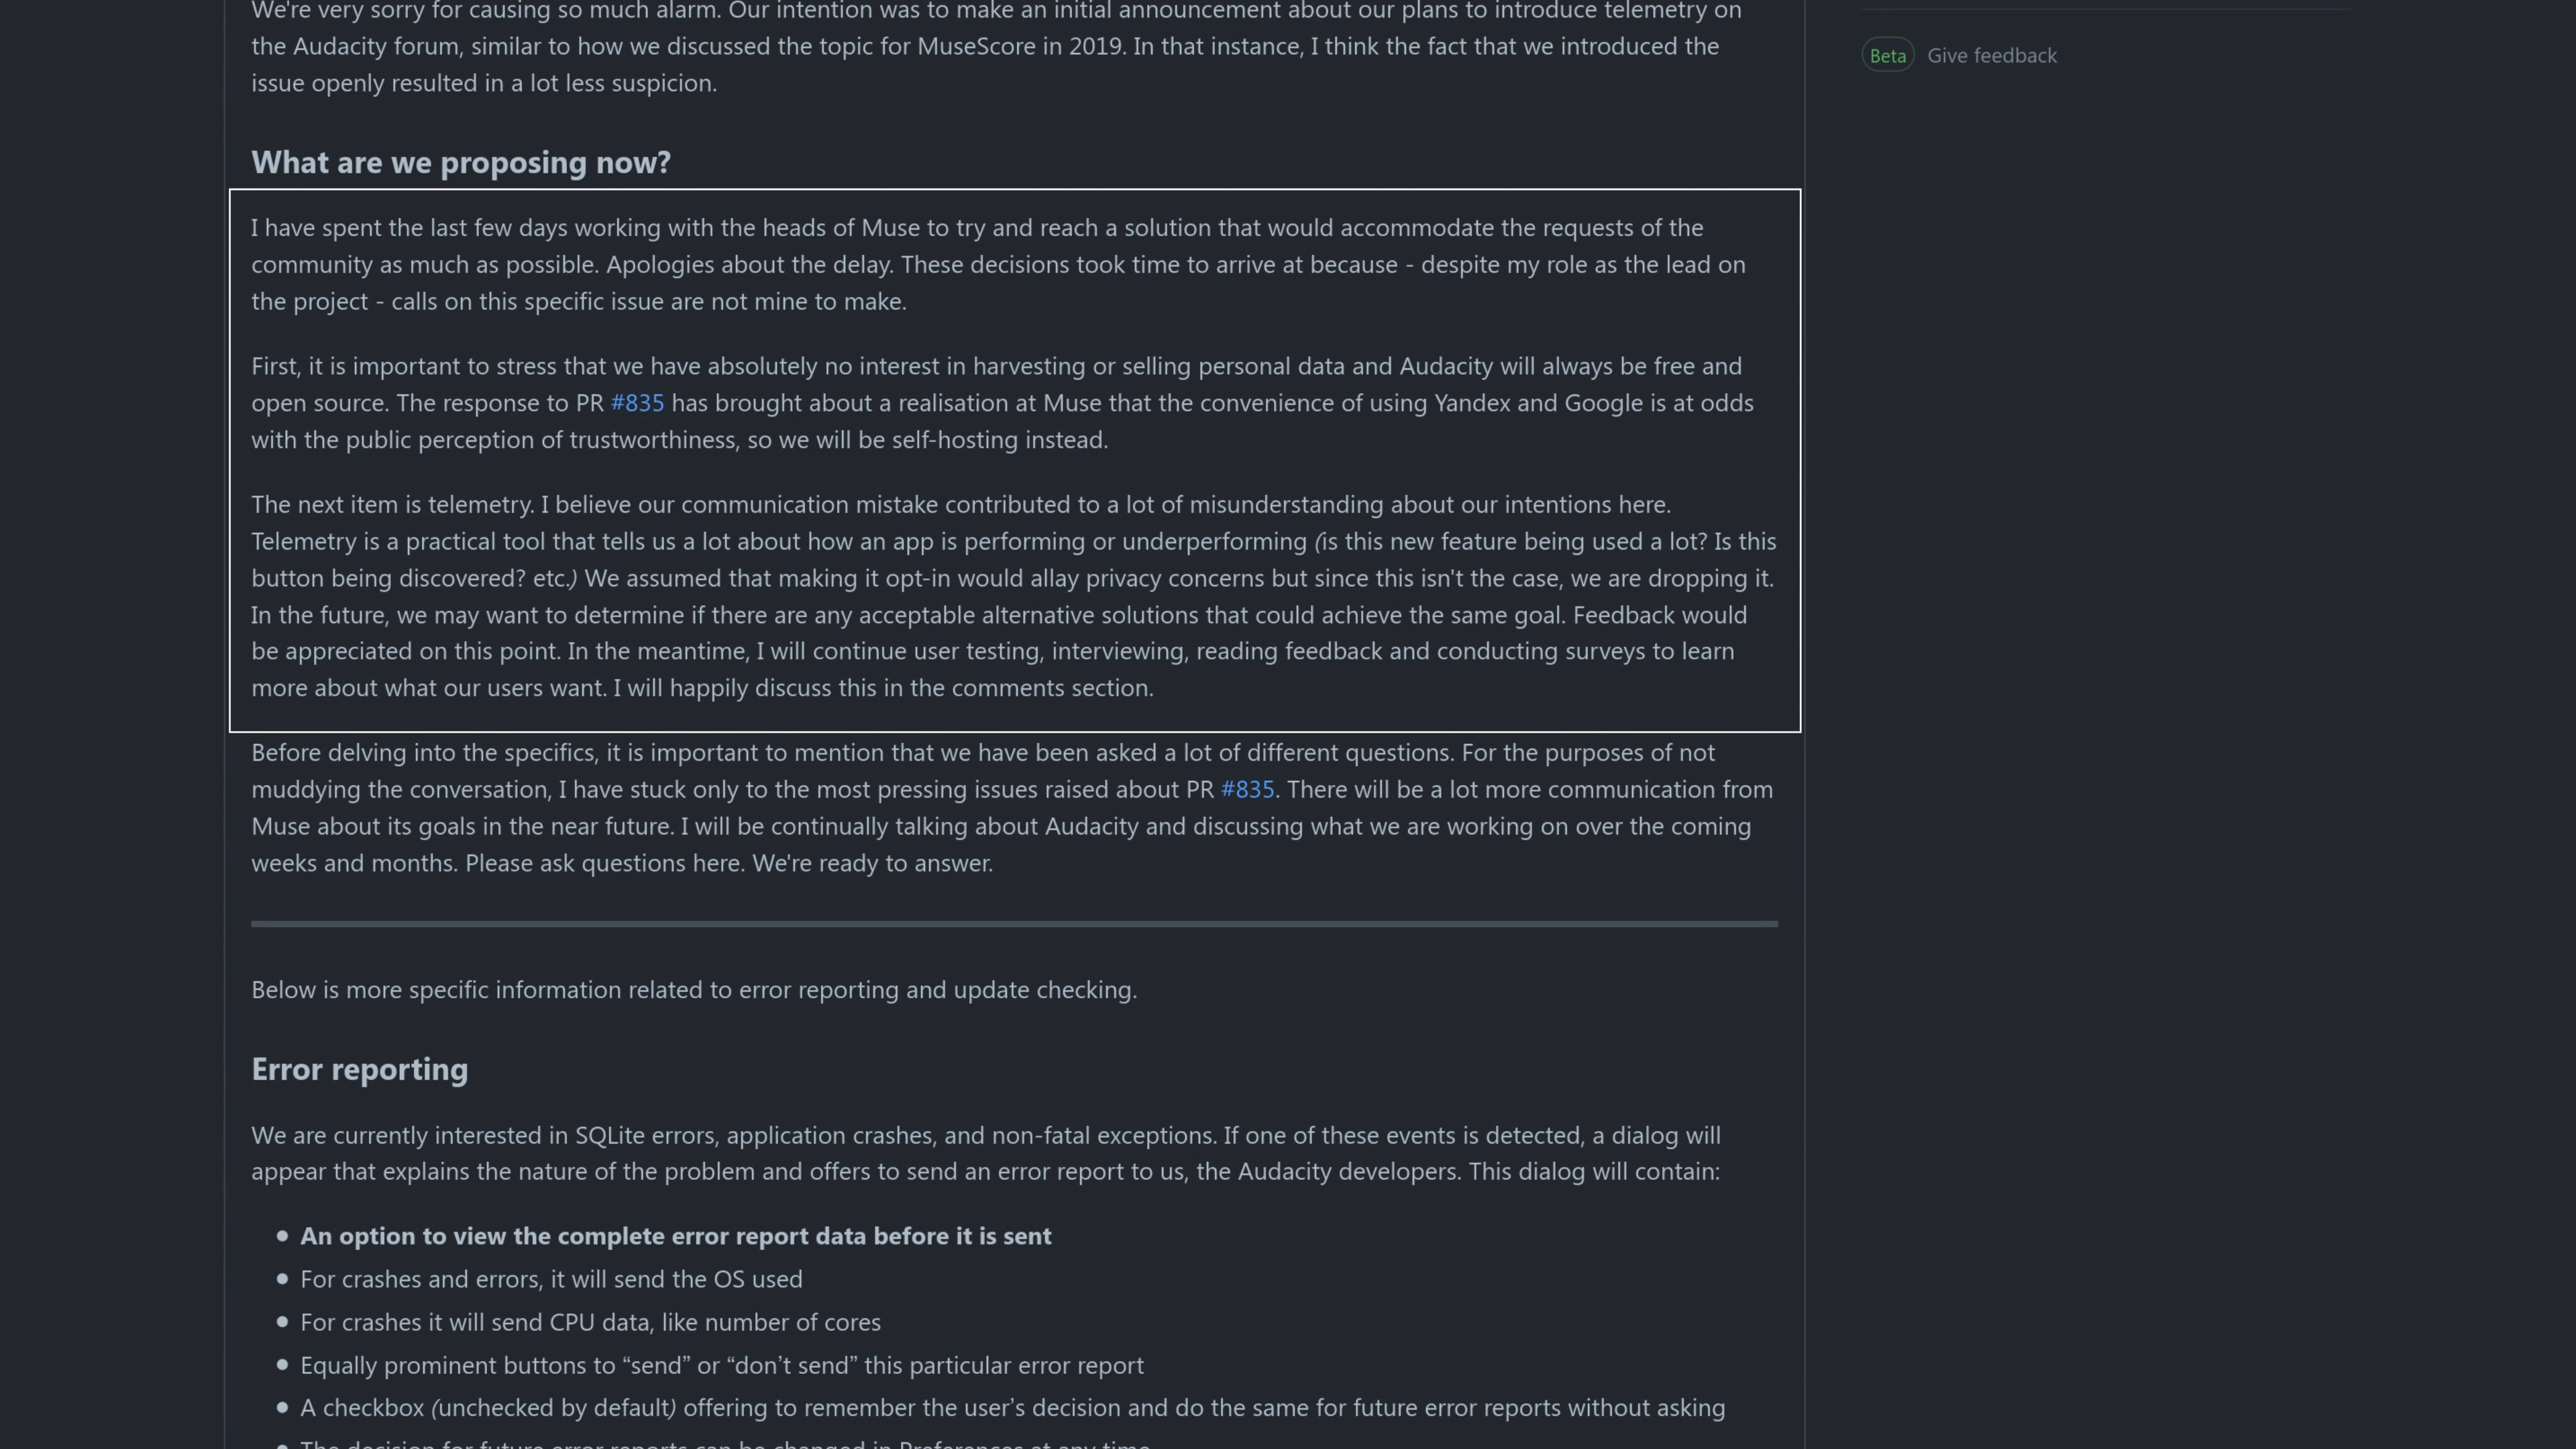 We're very sorry for causing so much alarm. Our intention was to make an initial announcement about our plans to introduce telemetry on
the Audacity forum, similar to how we discussed the topic for MuseScore in 2019. In that instance, I think the fact that we introduced the
issue openly resulted in a lot less suspicion.
Beta Give feedback
What are we proposing now?
I have spent the last few days working with the heads of Muse to try and reach a solution that would accommodate the requests of the
community as much as possible. Apologies about the delay. These decisions took time to arrive at because - despite my role as the lead on
the project - calls on this specific issue are not mine to make.
First, it is important to stress that we have absolutely no interest in harvesting or selling personal data and Audacity will always be free and
open source. The response to PR #835 has brought about a realisation at Muse that the convenience of using Yandex and Google is at odds
with the public perception of trustworthiness, so we will be self-hosting instead.
The next item is telemetry. I believe our communication mistake contributed to a lot of misunderstanding about our intentions here.
Telemetry is a practical tool that tells us a lot about how an app is performing or underperforming (is this new feature being used a lot? Is this
button being discovered? etc.) We assumed that making it opt-in would allay privacy concerns but since this isn't the case, we are dropping it.
In the future, we may want to determine if there are any acceptable alternative solutions that could achieve the same goal. Feedback would
be appreciated on this point. In the meantime, I will continue user testing, interviewing, reading feedback and conducting surveys to learn
more about what our users want. I will happily discuss this in the comments section.
Before delving into the specifics, it is important to mention that we have been asked a lot of different questions. For the purposes of not
muddying the conversation, I have stuck only to the most pressing issues raised about PR #835. There will be a lot more communication from
Muse about its goals in the near future. I will be continually talking about Audacity and discussing what we are working on over the coming
weeks and months. Please ask questions here. We're ready to answer.
Below is more specific information related to error reporting and update checking.
Error reporting
We are currently interested in SQLite errors, application crashes, and non-fatal exceptions. If one of these events is detected, a dialog will
appear that explains the nature of the problem and offers to send an error report to us, the Audacity developers. This dialog will contain:
• An option to view the complete error report data before it is sent
• For crashes and errors, it will send the OS used
• For crashes it will send CPU data, like number of cores
• Equally prominent buttons to “send” or “don’t send” this particular error report
• A checkbox (unchecked by default) offering to remember the user’s decision and do the same for future error reports without asking
• The decision for future error reports can be changed in Preferences at any time